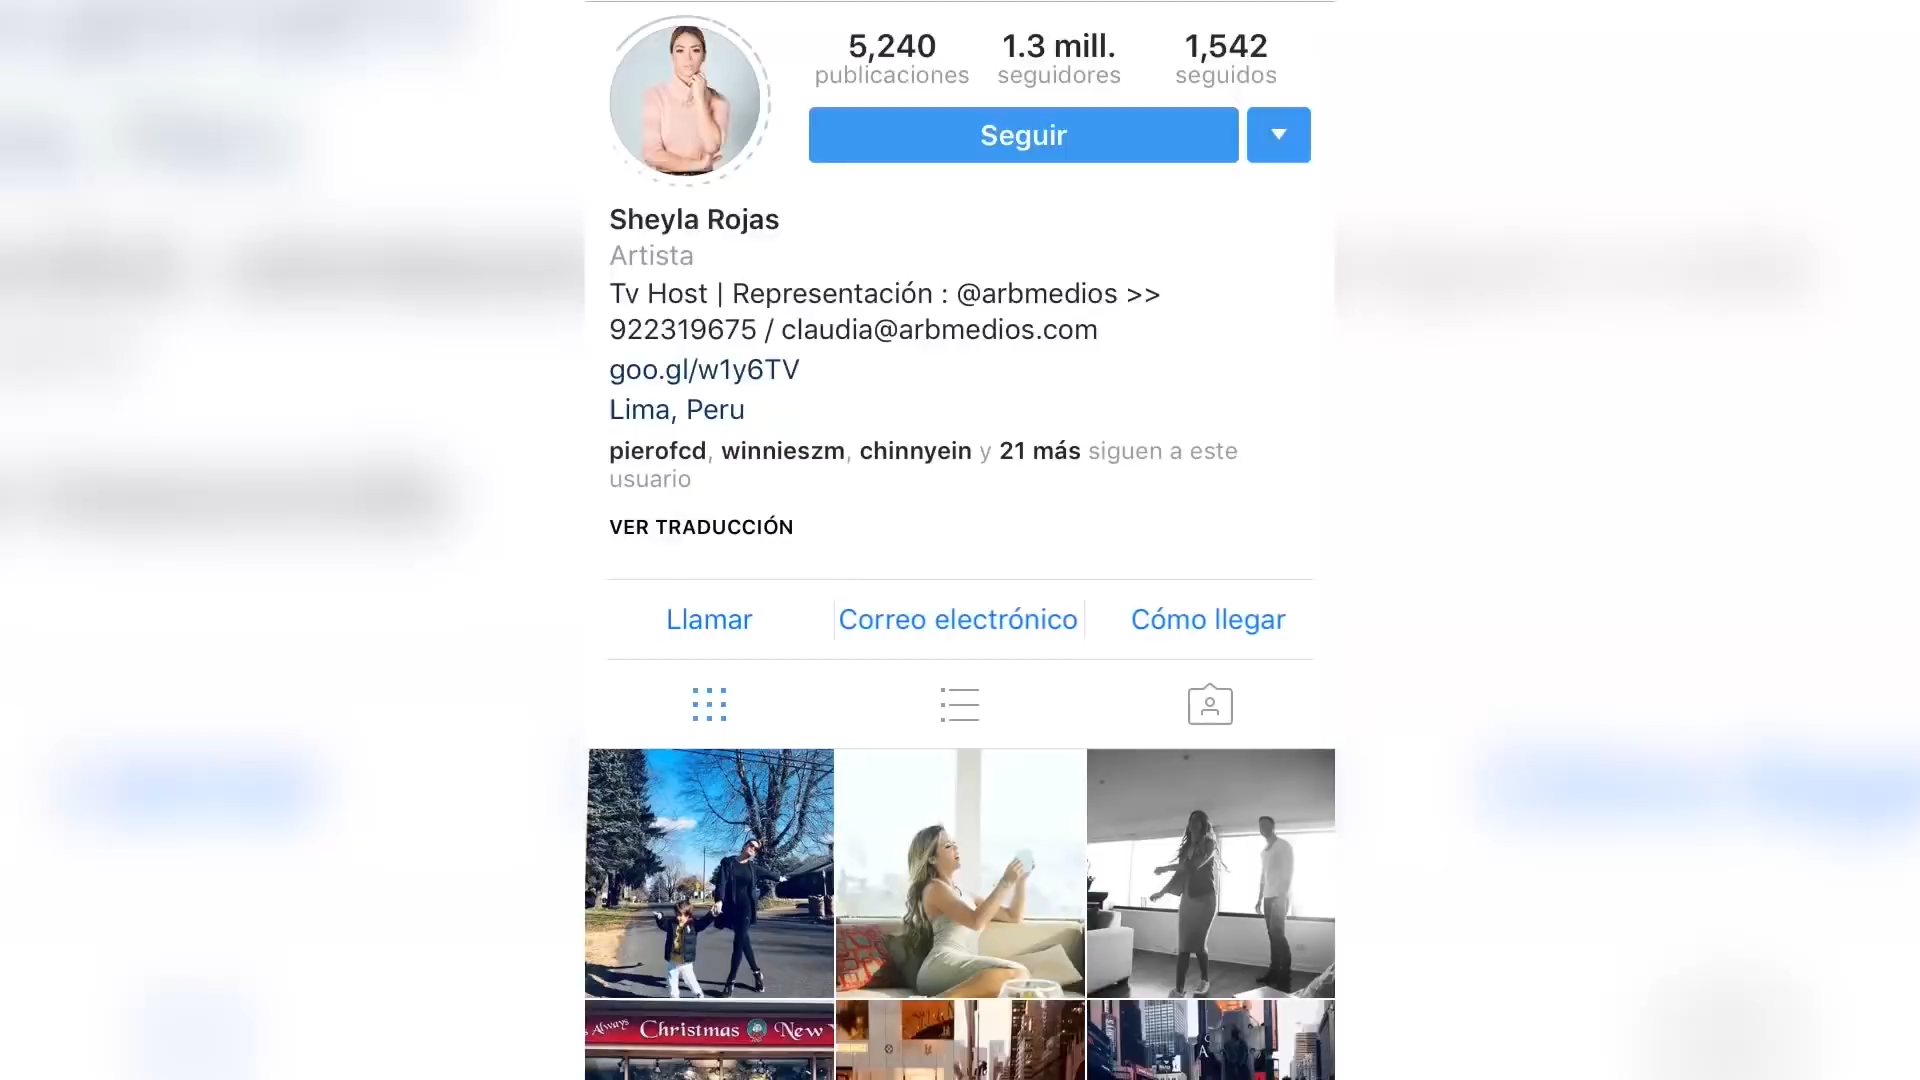 5,240 1.3 mill. 1,542
publicaciones seguidores seguidos
Seguir
Sheyla Rojas
Artista
Tv Host | Representación : @arbmedios >>
922319675 / claudia@arbmedios.com
goo.gl/w1y6TV
Lima, Peru
pierofcd, winnieszm, chinnyein y 21 más siguen a este
usuario
VER TRADUCCIÓN
Llamar Correo electrónico Cómo llegar
Always Christmas New